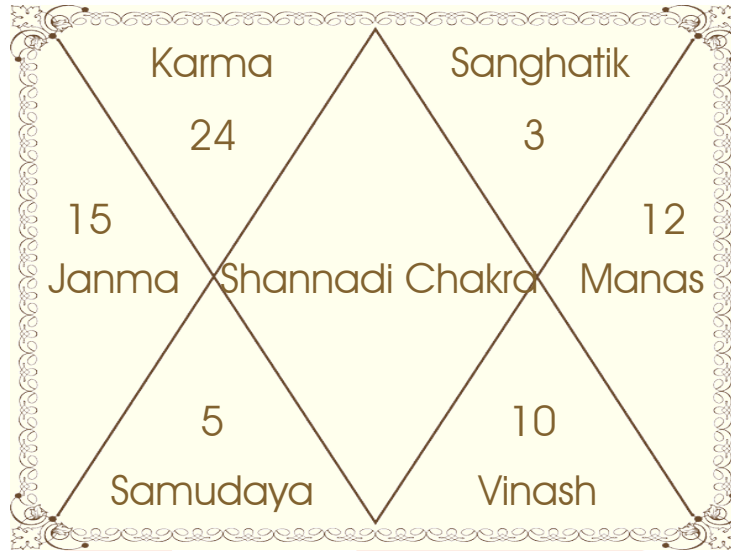 Karma
24
Sanghatik
3
15
Janma
Shannadi Chakra
12
Manas
5
Samudaya
10
Vinash